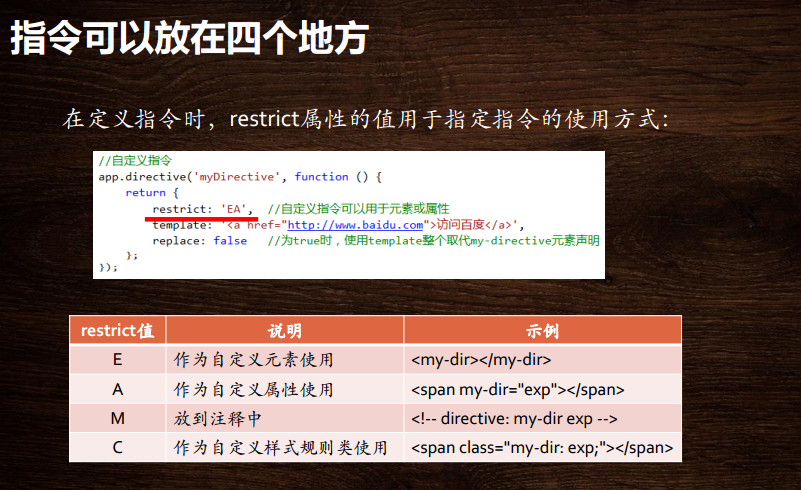 指令可以放在四个地方
在定义指令时，restrict属性的值用于指定指令的使用方式：
//自定义指令
app.directive('myDirective', function () {
return {
restrict: 'EA', //自定义指令可以用于元素或属性
template: '<a href="http://www.baidu.com">访问百度</a>',
replace: false //为true时，使用template整个取代my-directive元素声明
};
});
restrict值 说明 示例
E 作为自定义元素使用 <my-dir></my-dir>
A 作为自定义属性使用 <span my-dir="exp"></span>
M 放到注释中 <!-- directive: my-dir exp -->
C 作为自定义样式规则类使用 <span class="my-dir: exp;"></span>